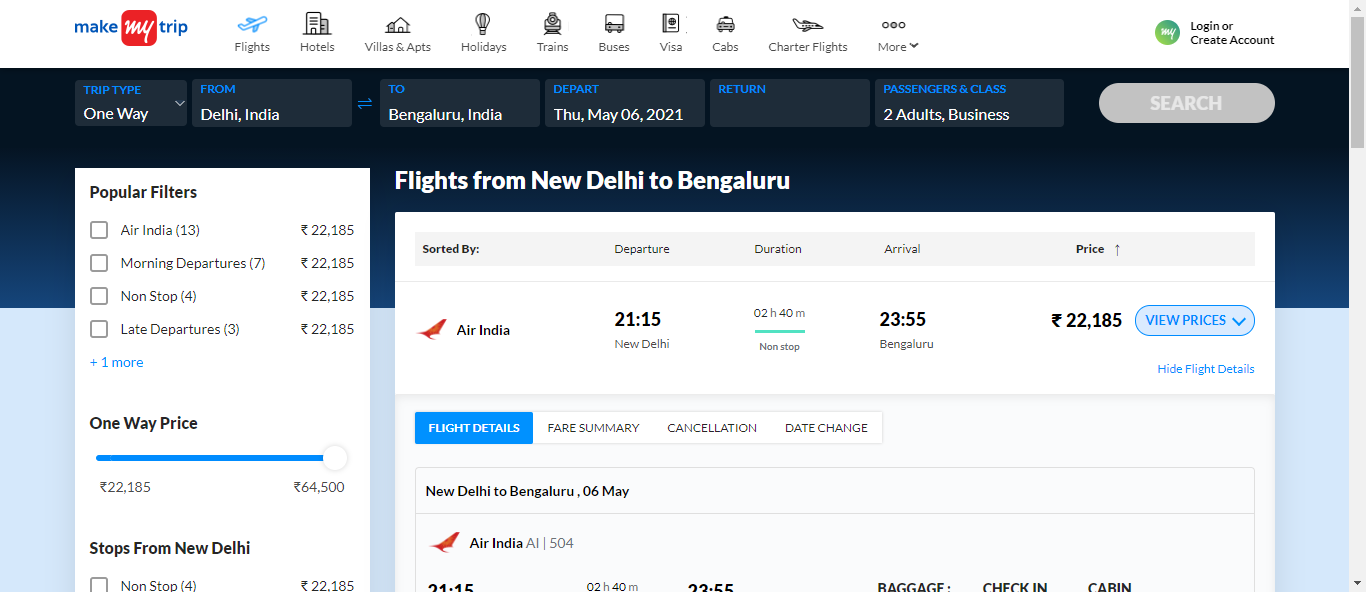 make my trip
Flights
Hotels
Villas & Apts
Holidays
Trains
Buses
Visa
Cabs
Charter Flights
More
my
Login or
Create Account
TRIP TYPE
One Way
FROM
Delhi, India
TO
Bengaluru, India
DEPART
Thu, May 06, 2021
RETURN
PASSENGERS & CLASS
2 Adults, Business
SEARCH
Popular Filters
Air India (13) ₹ 22,185
Morning Departures (7) ₹ 22,185
Non Stop (4) ₹ 22,185
Late Departures (3) ₹ 22,185
+ 1 more
One Way Price
₹22,185 ₹64,500
Stops From New Delhi
Non Stop (4) ₹ 22,185
Flights from New Delhi to Bengaluru
Sorted By: Departure Duration Arrival Price ↑
Air India
21:15
New Delhi
02 h 40 m
Non stop
23:55
Bengaluru
₹ 22,185
VIEW PRICES
Hide Flight Details
FLIGHT DETAILS FARE SUMMARY CANCELLATION DATE CHANGE
New Delhi to Bengaluru , 06 May
Air India AI | 504
21:15 02 h 40 m 23:55 BAGGAGE : CHECK IN CABIN